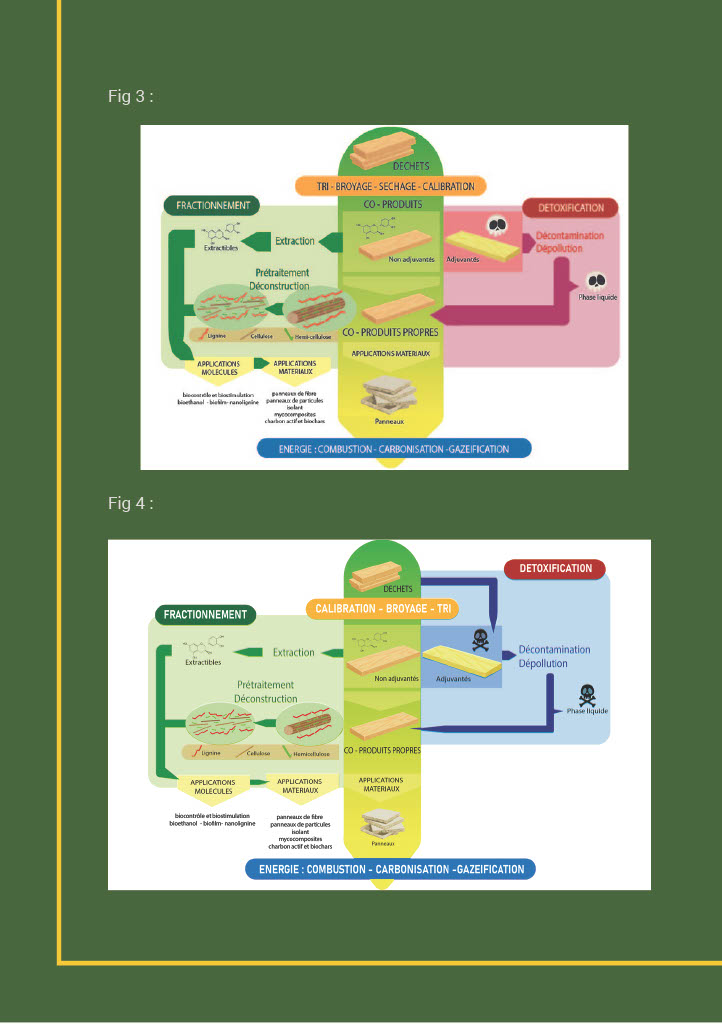 Fig 3 :
DECHETS
TRI - BROYAGE - SECHAGE - CALIBRATION
FRACTIONNEMENT
CO - PRODUITS
DETOXIFICATION
Extractibles
Extraction
Non adjuvantés
Adjuvantés
Décontamination
Dépollution
Prétraitement
Déconstruction
Phase liquide
Lignine
Cellulose
Hemi-cellulose
CO - PRODUITS PROPRES
APPLICATIONS
MOLECULES
APPLICATIONS
MATERIAUX
APPLICATIONS MATERIAUX
biocontrôle et biostimulation
bioethanol - biofilm- nanolignine
panneaux de fibre
panneaux de particules
isolant
mycocomposites
charbon actif et biochars
Panneaux
ENERGIE : COMBUSTION - CARBONISATION -GAZEIFICATION
Fig 4 :
DECHETS
DETOXIFICATION
CALIBRATION - BROYAGE - TRI
FRACTIONNEMENT
Extractibles
Extraction
Non adjuvantés
Adjuvantés
Décontamination
Dépollution
Prétraitement
Déconstruction
Phase liquide
Lignine
Cellulose
Hemicellulose
CO - PRODUITS PROPRES
APPLICATIONS
MOLECULES
APPLICATIONS
MATERIAUX
APPLICATIONS
MATERIAUX
biocontrôle et biostimulation
bioethanol - biofilm- nanolignine
panneaux de fibre
panneaux de particules
isolant
mycocomposites
charbon actif et biochars
Panneaux
ENERGIE : COMBUSTION - CARBONISATION -GAZEIFICATION